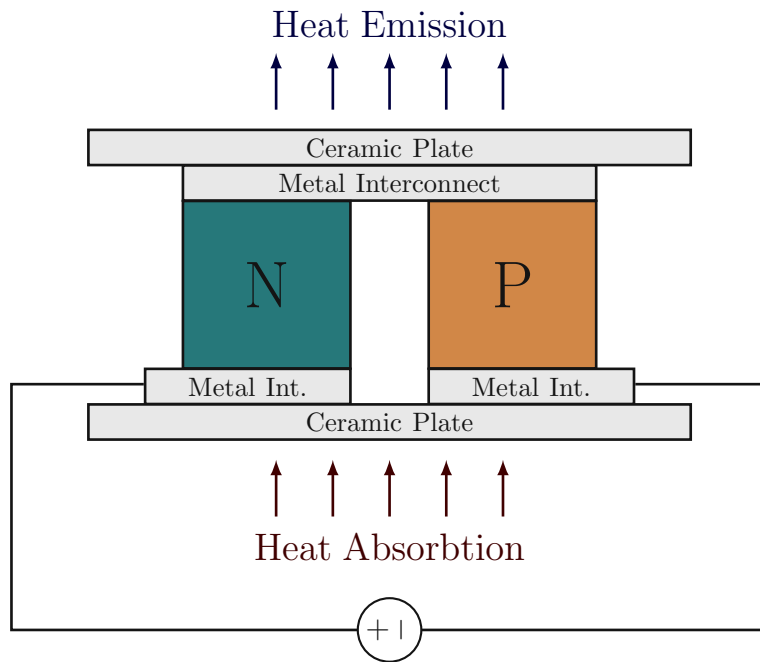 Heat Emission
Ceramic Plate
Metal Interconnect
N P
Metal Int. Metal Int.
Ceramic Plate
Heat Absorbtion
+ |